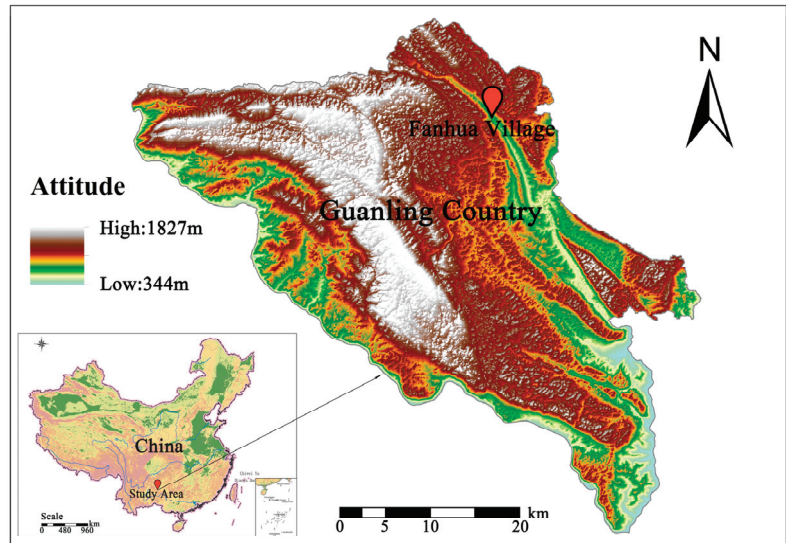 N
Fanhua Village
Attitude
Guanling Country
High:1827m
Low:344m
China
Study Area
Scale
km
0 480 960
0 5 10 20
km